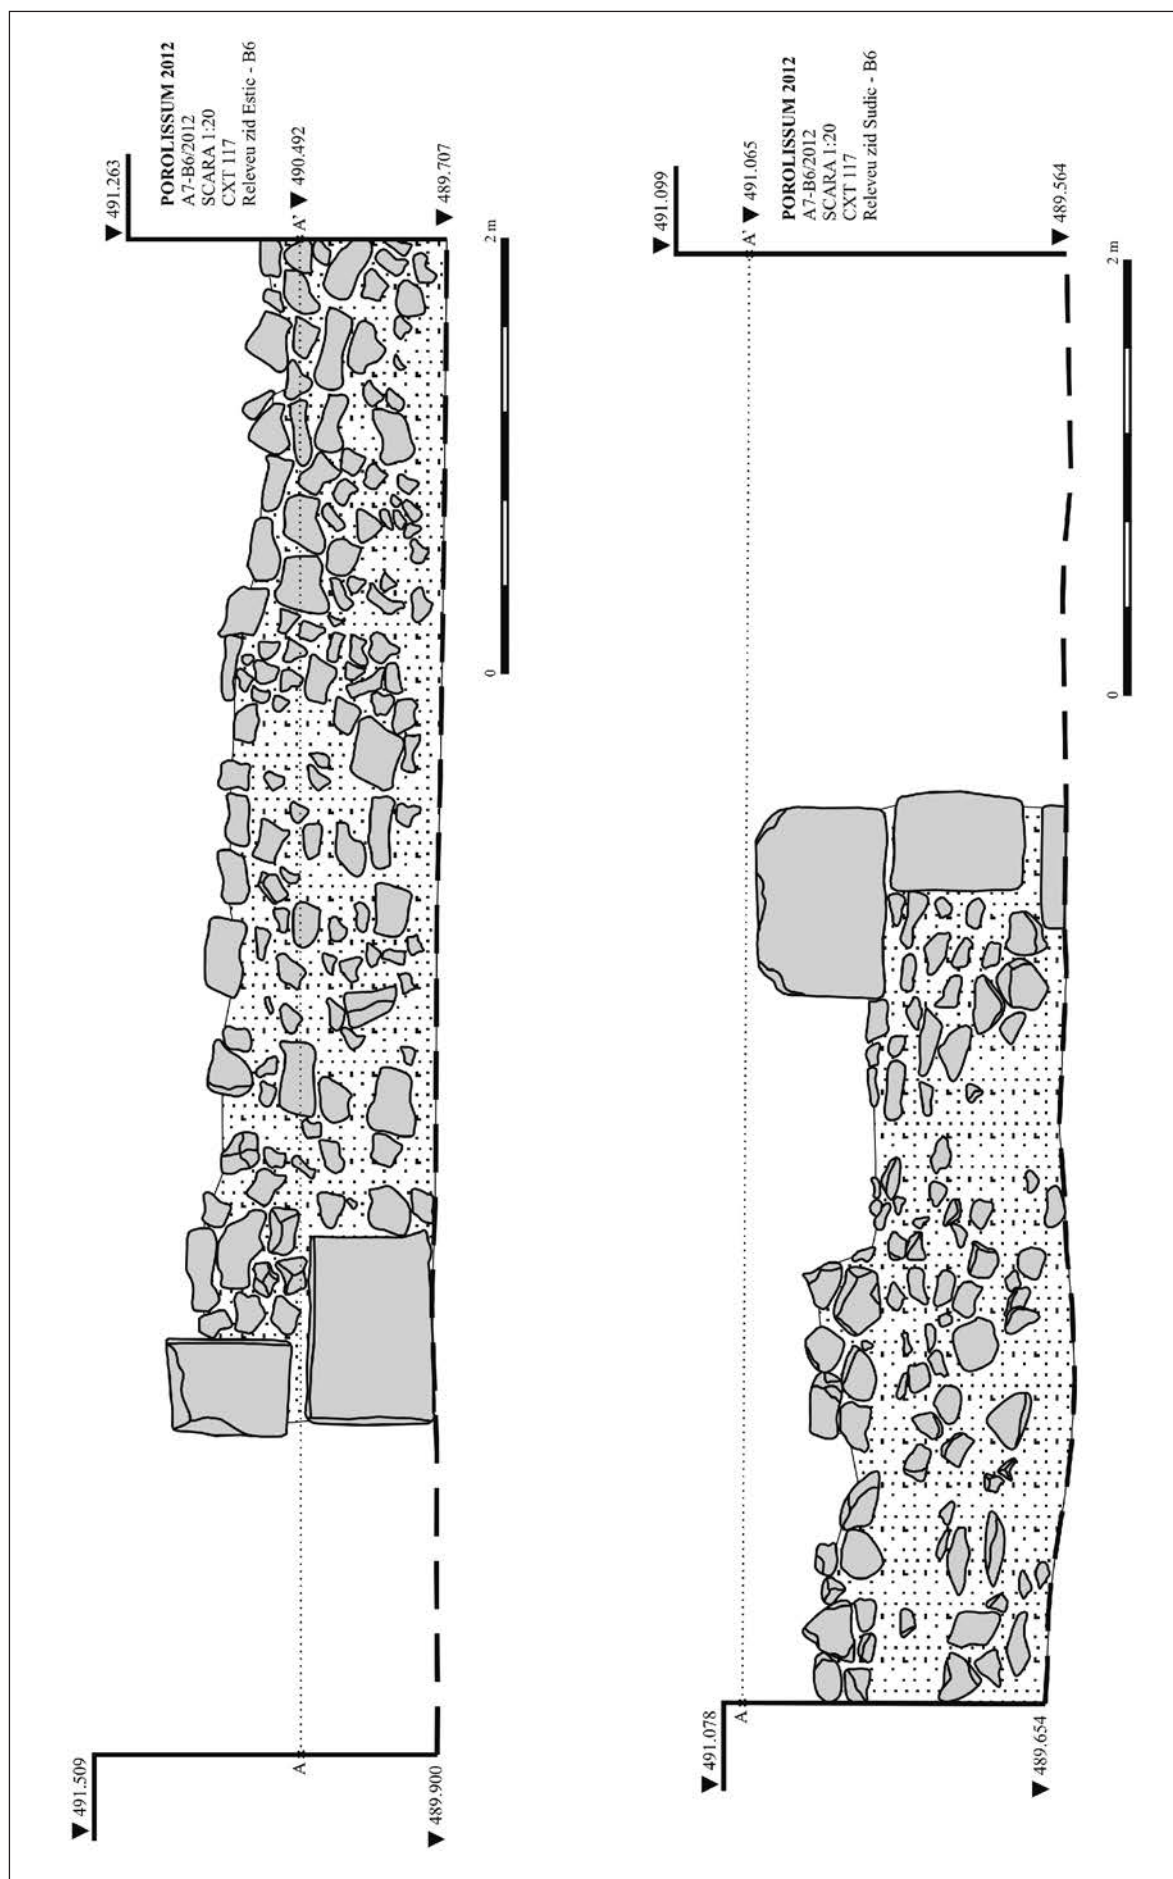 ▼ 491.263
POROLISSUM 2012
A7-B6/2012
SCARA 1:20
CXT 117
Releveu zid Estic - B6
A' ▼ 490.492
▼ 489.707
0
2 m
▼ 491.509
A
▼ 489.900
▼ 491.099
A' ▼ 491.065
POROLISSUM 2012
A7-B6/2012
SCARA 1:20
CXT 117
Releveu zid Sudic - B6
▼ 489.564
0
2 m
▼ 491.078
A
▼ 489.654